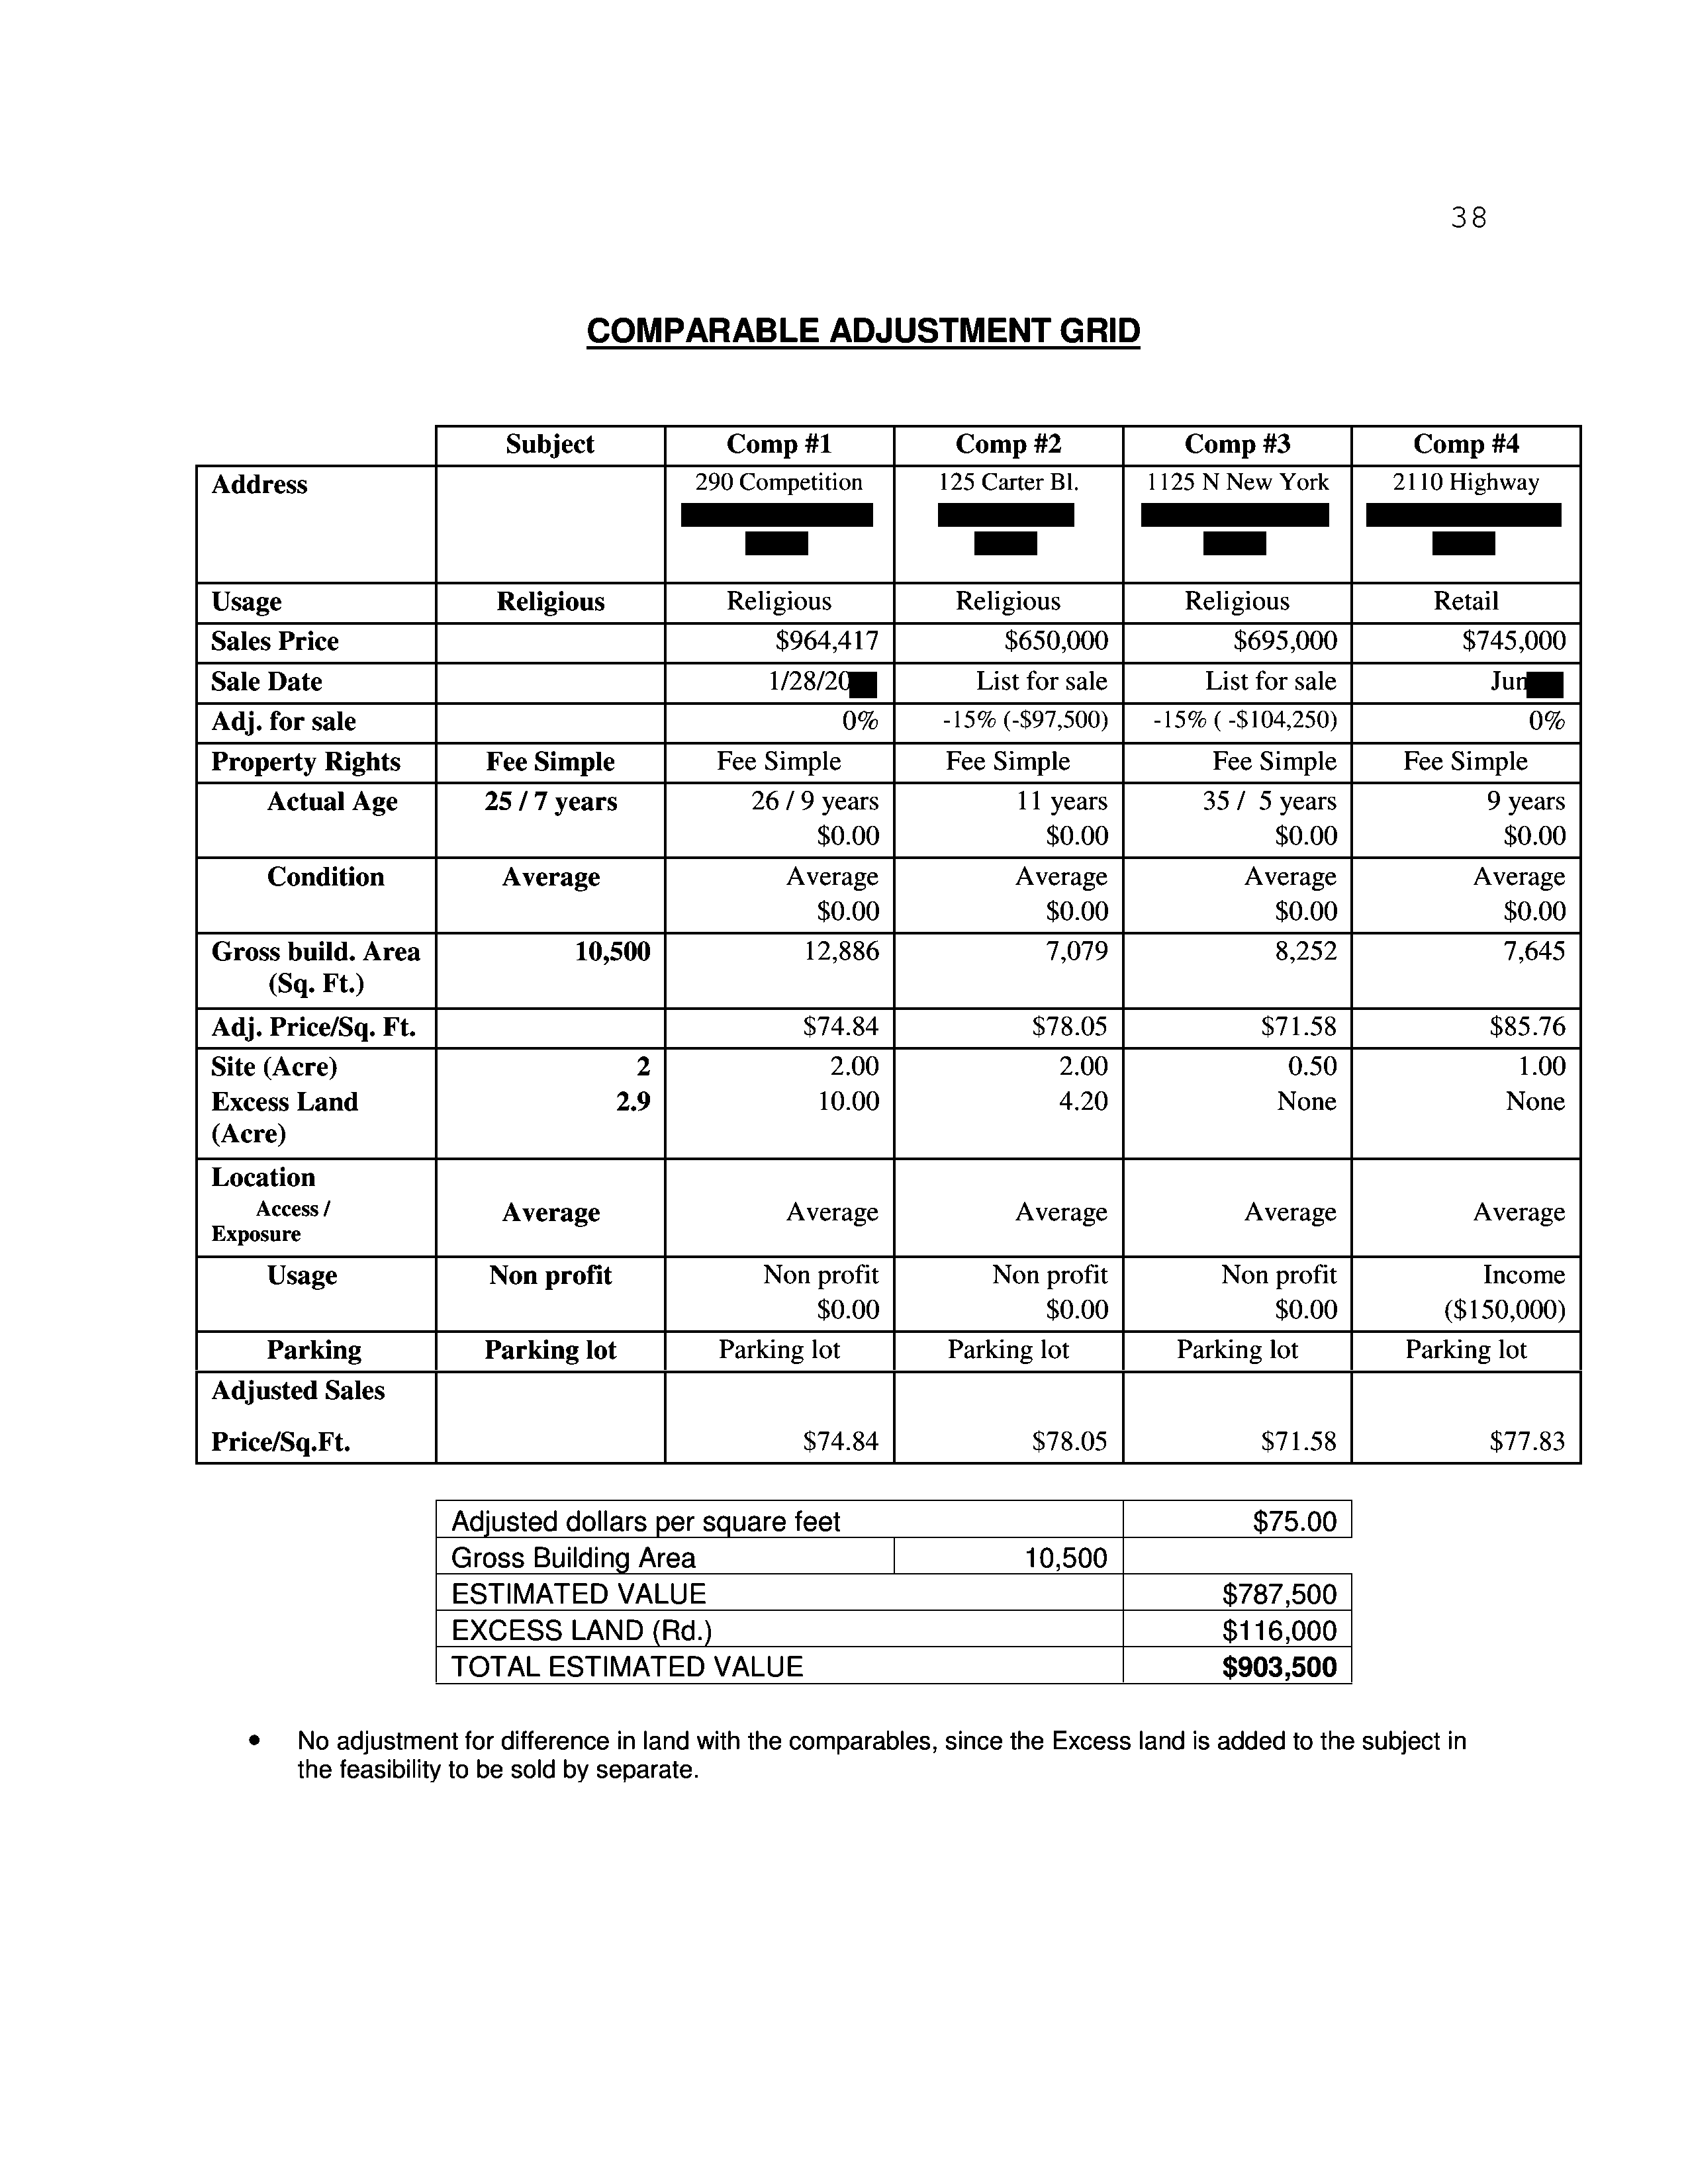 38
COMPARABLE ADJUSTMENT GRID
Subject Comp #1 Comp #2 Comp #3 Comp #4
Address 290 Competition 125 Carter Bl. 1125 N New York 2110 Highway
Usage Religious Religious Religious Religious Retail
Sales Price $964,417 $650,000 $695,000 $745,000
Sale Date 1/28/20 List for sale List for sale Jun
Adj. for sale 0% -15% (-$97,500) -15% ( -$104,250) 0%
Property Rights Fee Simple Fee Simple Fee Simple Fee Simple Fee Simple
Actual Age 25 / 7 years 26 / 9 years 11 years 35 / 5 years 9 years
$0.00 $0.00 $0.00 $0.00
Condition Average Average Average Average Average
$0.00 $0.00 $0.00 $0.00
Gross build. Area 10,500 12,886 7,079 8,252 7,645
(Sq. Ft.)
Adj. Price/Sq. Ft. $74.84 $78.05 $71.58 $85.76
Site (Acre) 2 2.00 2.00 0.50 1.00
Excess Land 2.9 10.00 4.20 None None
(Acre)
Location
Access / Average Average Average Average Average
Exposure
Usage Non profit Non profit Non profit Non profit Income
$0.00 $0.00 $0.00 ($150,000)
Parking Parking lot Parking lot Parking lot Parking lot Parking lot
Adjusted Sales
Price/Sq.Ft. $74.84 $78.05 $71.58 $77.83
Adjusted dollars per square feet $75.00
Gross Building Area 10,500
ESTIMATED VALUE $787,500
EXCESS LAND (Rd.) $116,000
TOTAL ESTIMATED VALUE $903,500
• No adjustment for difference in land with the comparables, since the Excess land is added to the subject in
the feasibility to be sold by separate.